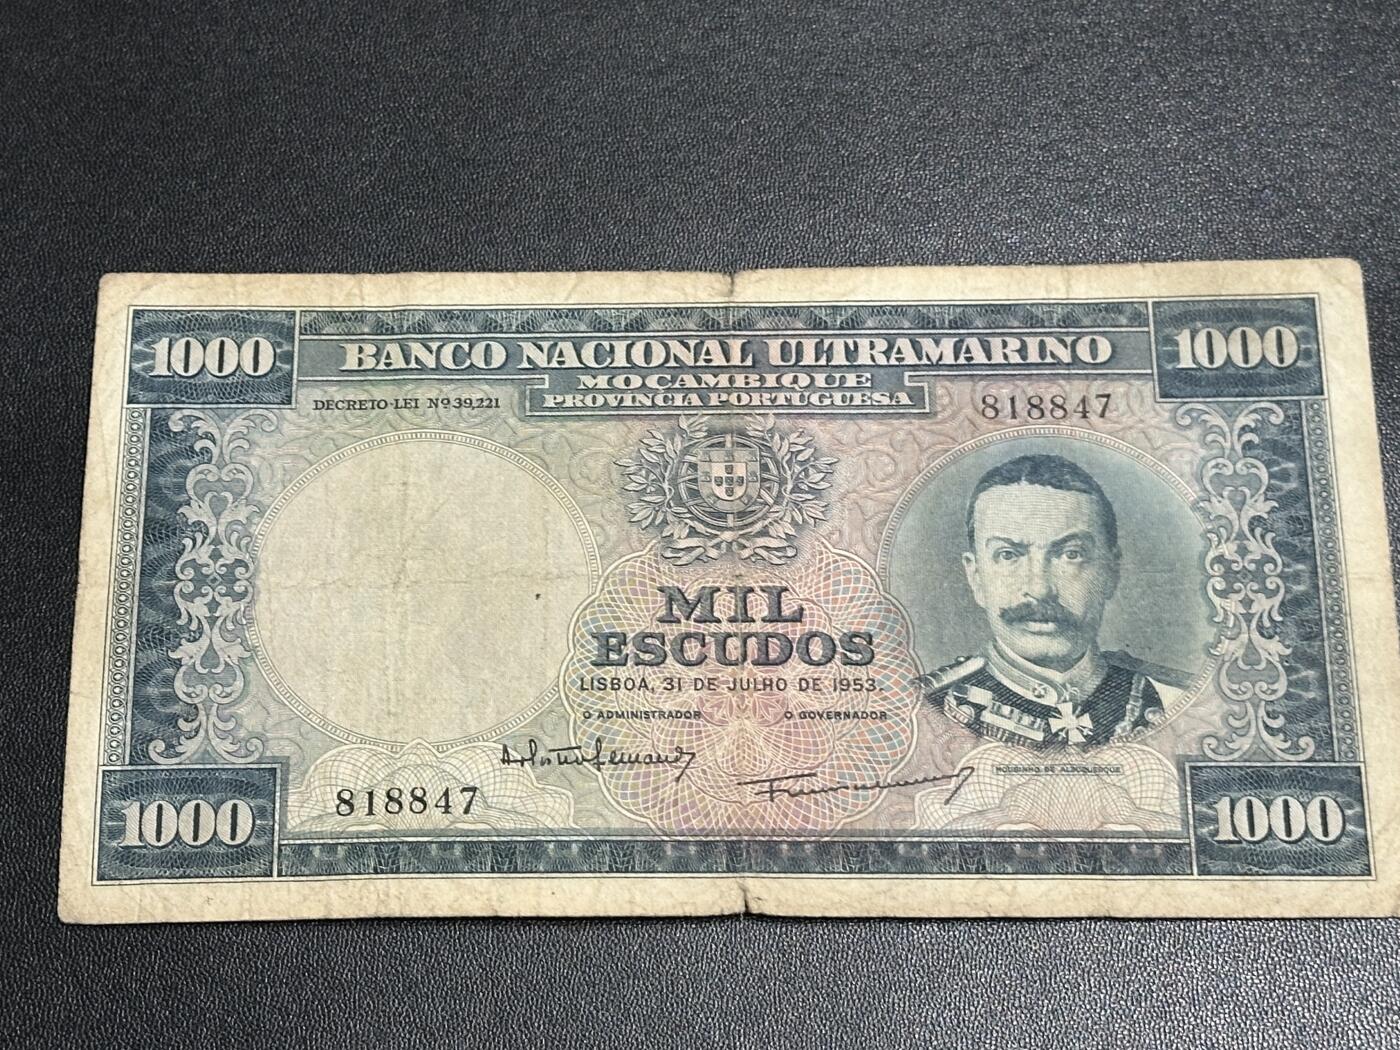 1000 BANCO NACIONAL ULTRAMARINO 1000
MOÇAMBIQUE
PROVINCIA PORTUGUESA
DECRETO-LEI Nº 39,221
818847
MIL
ESCUDOS
LISBOA, 31 DE JULHO DE 1953.
O ADMINISTRADOR O GOVERNADOR
MOUSINHO DE ALBUQUERQUE
818847
1000 1000